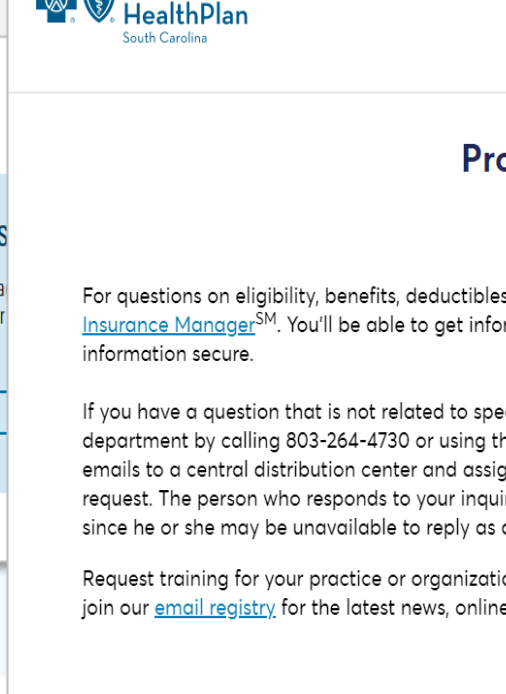 HealthPlan
South Carolina
Pro
For questions on eligibility, benefits, deductibles
Insurance Manager℠. You'll be able to get infor
information secure.
If you have a question that is not related to spe
department by calling 803-264-4730 or using th
emails to a central distribution center and assig
request. The person who responds to your inqui
since he or she may be unavailable to reply as
Request training for your practice or organizatio
join our email registry for the latest news, online